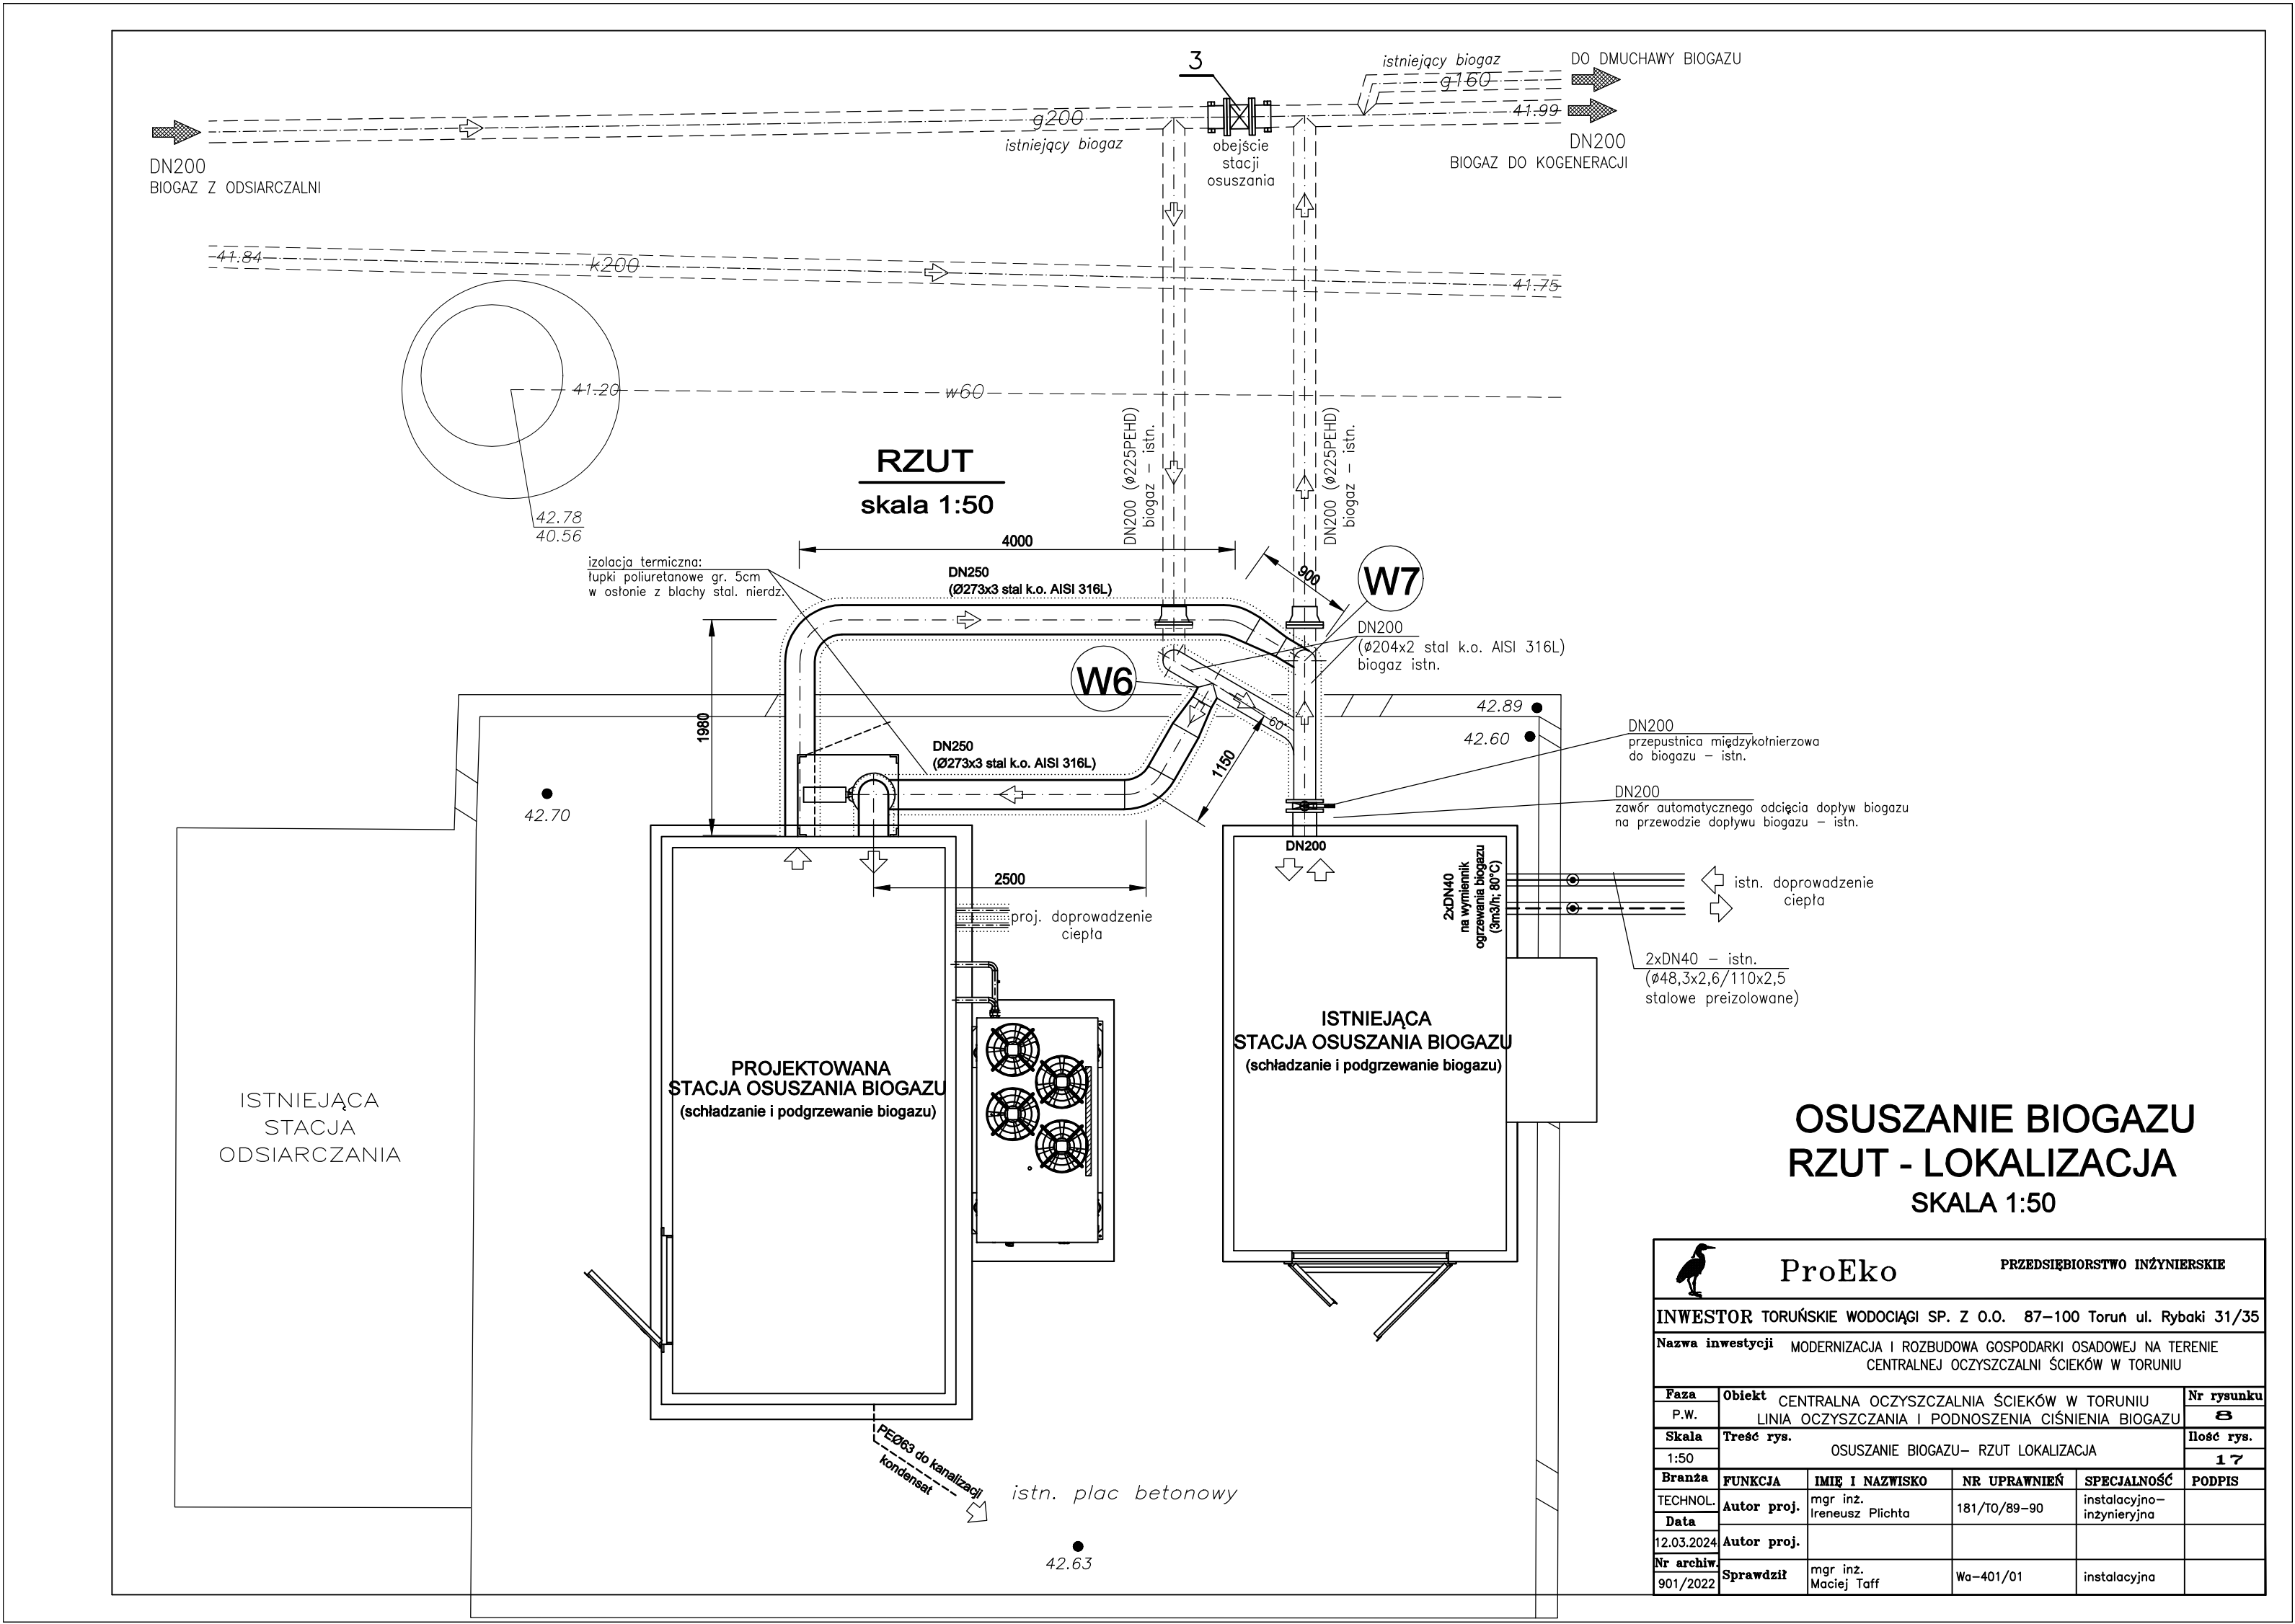 3
istniejący biogaz
DO DMUCHAWY BIOGAZU
g160
g200
istniejący biogaz
41.99
DN200
BIOGAZ Z ODSIARCZALNI
obejście
stacji
osuszania
DN200
BIOGAZ DO KOGENERACJI
41.84
k200
41.75
41.20
w60
42.78
40.56
RZUT
skala 1:50
DN200 (ø225PEHD)
biogaz - istn.
DN200 (ø225PEHD)
biogaz - istn.
4000
900
izolacja termiczna:
łupki poliuretanowe gr. 5cm
w osłonie z blachy stal. nierdz.
DN250
(Ø273x3 stal k.o. AISI 316L)
W7
DN200
(ø204x2 stal k.o. AISI 316L)
biogaz istn.
W6
60°
1980
DN250
(Ø273x3 stal k.o. AISI 316L)
1150
42.89
42.60
DN200
przepustnica międzykołnierzowa
do biogazu - istn.
DN200
zawór automatycznego odcięcia dopływ biogazu
na przewodzie dopływu biogazu - istn.
42.70
DN200
2500
proj. doprowadzenie
ciepła
2xDN40
na wymiennik
ogrzewania biogazu
(3m3/h; 80°C)
istn. doprowadzenie
ciepła
2xDN40 - istn.
(ø48,3x2,6/110x2,5
stalowe preizolowane)
ISTNIEJĄCA
STACJA
ODSIARCZANIA
PROJEKTOWANA
STACJA OSUSZANIA BIOGAZU
(schładzanie i podgrzewanie biogazu)
ISTNIEJĄCA
STACJA OSUSZANIA BIOGAZU
(schładzanie i podgrzewanie biogazu)
PEØ63 do kanalizacji
kondensat
istn. plac betonowy
42.63
OSUSZANIE BIOGAZU
RZUT - LOKALIZACJA
SKALA 1:50
ProEko PRZEDSIĘBIORSTWO INŻYNIERSKIE
INWESTOR TORUŃSKIE WODOCIĄGI SP. Z O.O. 87-100 Toruń ul. Rybaki 31/35
Nazwa inwestycji MODERNIZACJA I ROZBUDOWA GOSPODARKI OSADOWEJ NA TERENIE
CENTRALNEJ OCZYSZCZALNI ŚCIEKÓW W TORUNIU
Faza Obiekt CENTRALNA OCZYSZCZALNIA ŚCIEKÓW W TORUNIU Nr rysunku
P.W. LINIA OCZYSZCZANIA I PODNOSZENIA CIŚNIENIA BIOGAZU 8
Skala Treść rys. Ilość rys.
1:50 OSUSZANIE BIOGAZU- RZUT LOKALIZACJA 17
Branża FUNKCJA IMIĘ I NAZWISKO NR UPRAWNIEŃ SPECJALNOŚĆ PODPIS
TECHNOL. Autor proj. mgr inż. Ireneusz Plichta 181/TO/89-90 instalacyjno-inżynieryjna
Data
12.03.2024 Autor proj.
Nr archiw.
901/2022 Sprawdził mgr inż. Maciej Taff Wa-401/01 instalacyjna